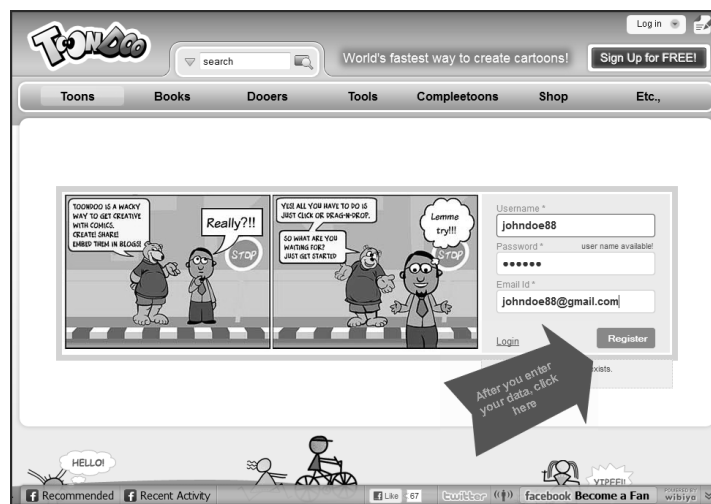 TOONDOO
Log in
search
World's fastest way to create cartoons!
Sign Up for FREE!
Toons Books Dooers Tools Compleetoons Shop Etc.,
TOONDOO IS A WACKY
WAY TO GET CREATIVE
WITH COMICS.
CREATE! SHARE!
EMBED THEM IN BLOGS!
Really?!!
STOP
YES! ALL YOU HAVE TO DO IS
JUST CLICK OR DRAG-N-DROP.
SO WHAT ARE YOU
WAITING FOR?
JUST GET STARTED
Lemme
try!!!
STOP
Username *
johndoe88
Password * user name available!
Email Id *
johndoe88@gmail.com
Login
Register
exists.
After you enter
your data, click
here
HELLO!
YIPEE!!
Recommended Recent Activity Like 67 twitter facebook Become a Fan
POWERED BY
wibiya